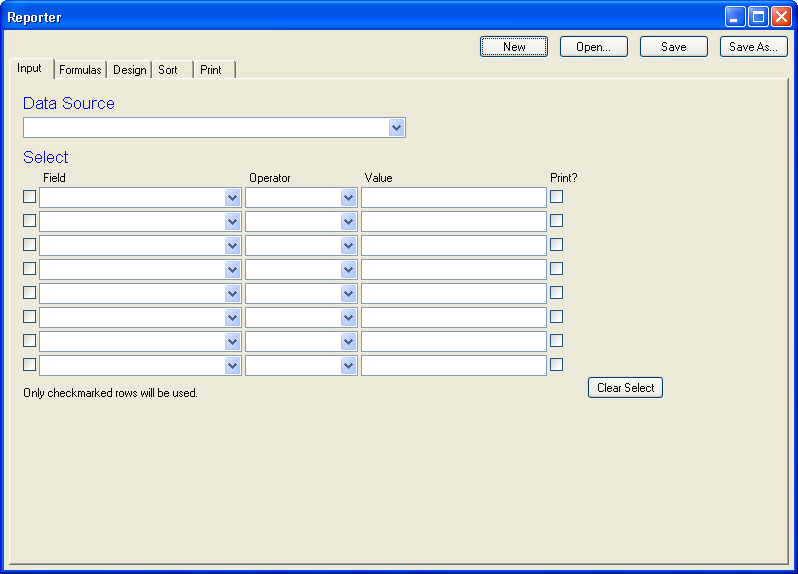 Reporter
New Open... Save Save As...
Input Formulas Design Sort Print
Data Source
Select
Field Operator Value Print?
Only checkmarked rows will be used.
Clear Select